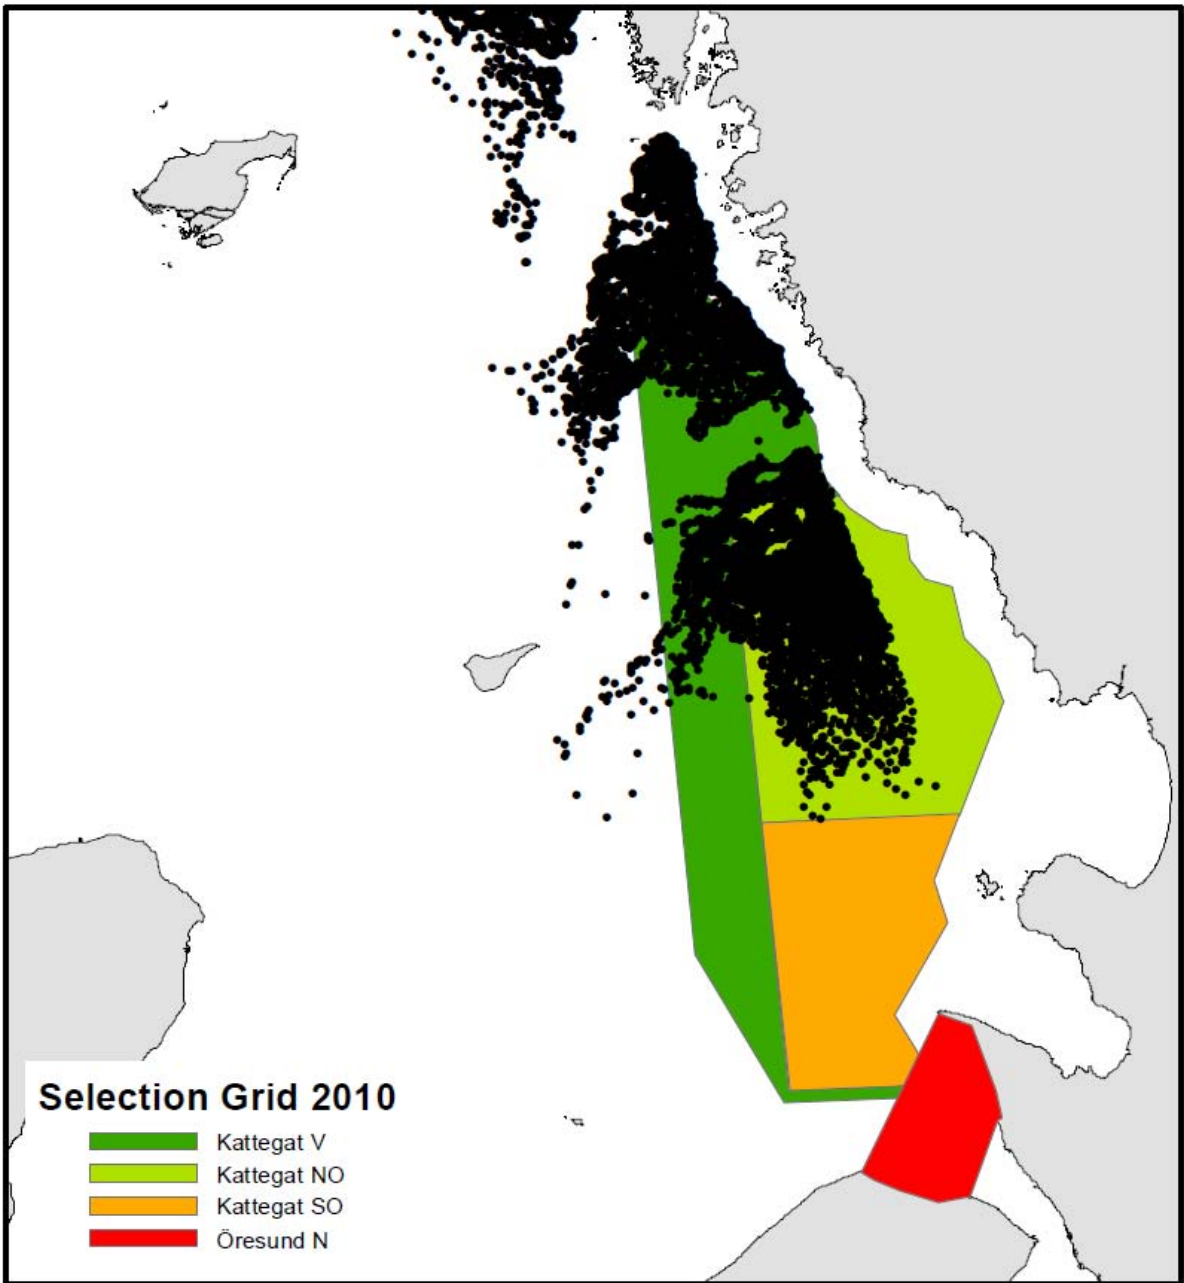 Selection Grid 2010
Kattegat V
Kattegat NO
Kattegat SO
Öresund N